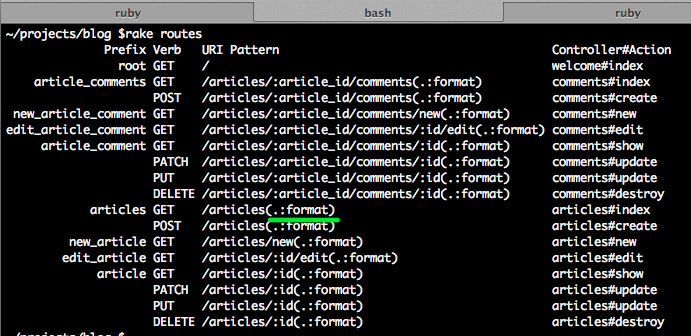 ruby bash ruby
~/projects/blog $rake routes
Prefix Verb URI Pattern Controller#Action
root GET / welcome#index
article_comments GET /articles/:article_id/comments(.:format) comments#index
POST /articles/:article_id/comments(.:format) comments#create
new_article_comment GET /articles/:article_id/comments/new(.:format) comments#new
edit_article_comment GET /articles/:article_id/comments/:id/edit(.:format) comments#edit
article_comment GET /articles/:article_id/comments/:id(.:format) comments#show
PATCH /articles/:article_id/comments/:id(.:format) comments#update
PUT /articles/:article_id/comments/:id(.:format) comments#update
DELETE /articles/:article_id/comments/:id(.:format) comments#destroy
articles GET /articles(.:format) articles#index
POST /articles(.:format) articles#create
new_article GET /articles/new(.:format) articles#new
edit_article GET /articles/:id/edit(.:format) articles#edit
article GET /articles/:id(.:format) articles#show
PATCH /articles/:id(.:format) articles#update
PUT /articles/:id(.:format) articles#update
DELETE /articles/:id(.:format) articles#destroy
~/projects/blog $